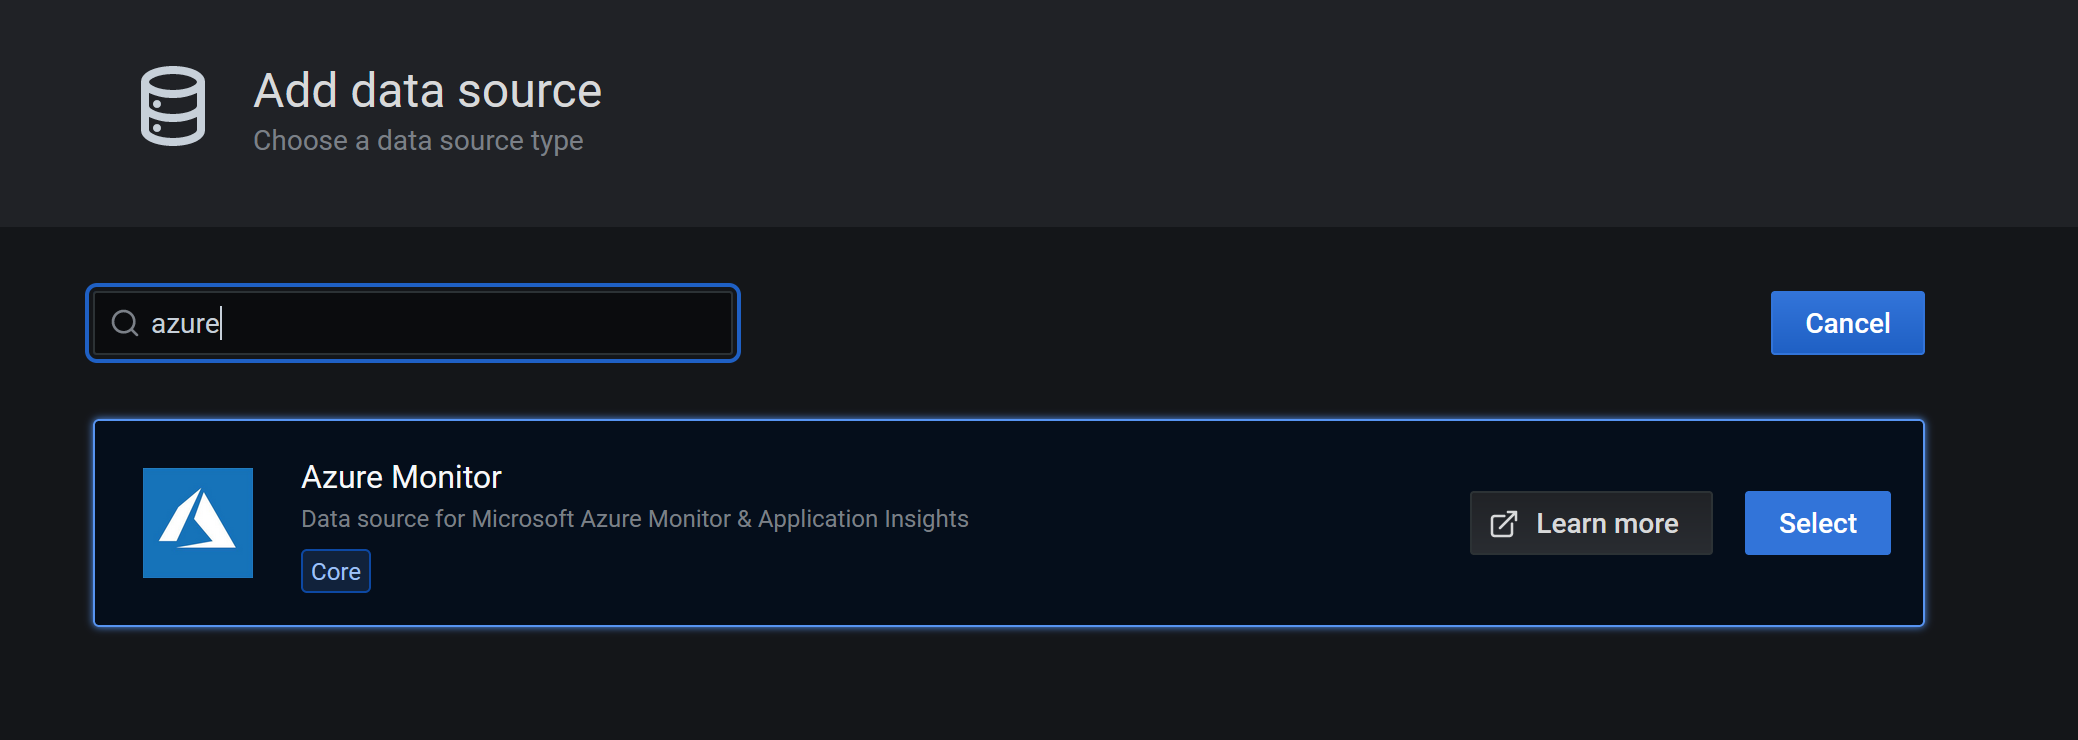 Add data source
Choose a data source type
azure
Cancel
Azure Monitor
Data source for Microsoft Azure Monitor & Application Insights
Core
Learn more
Select